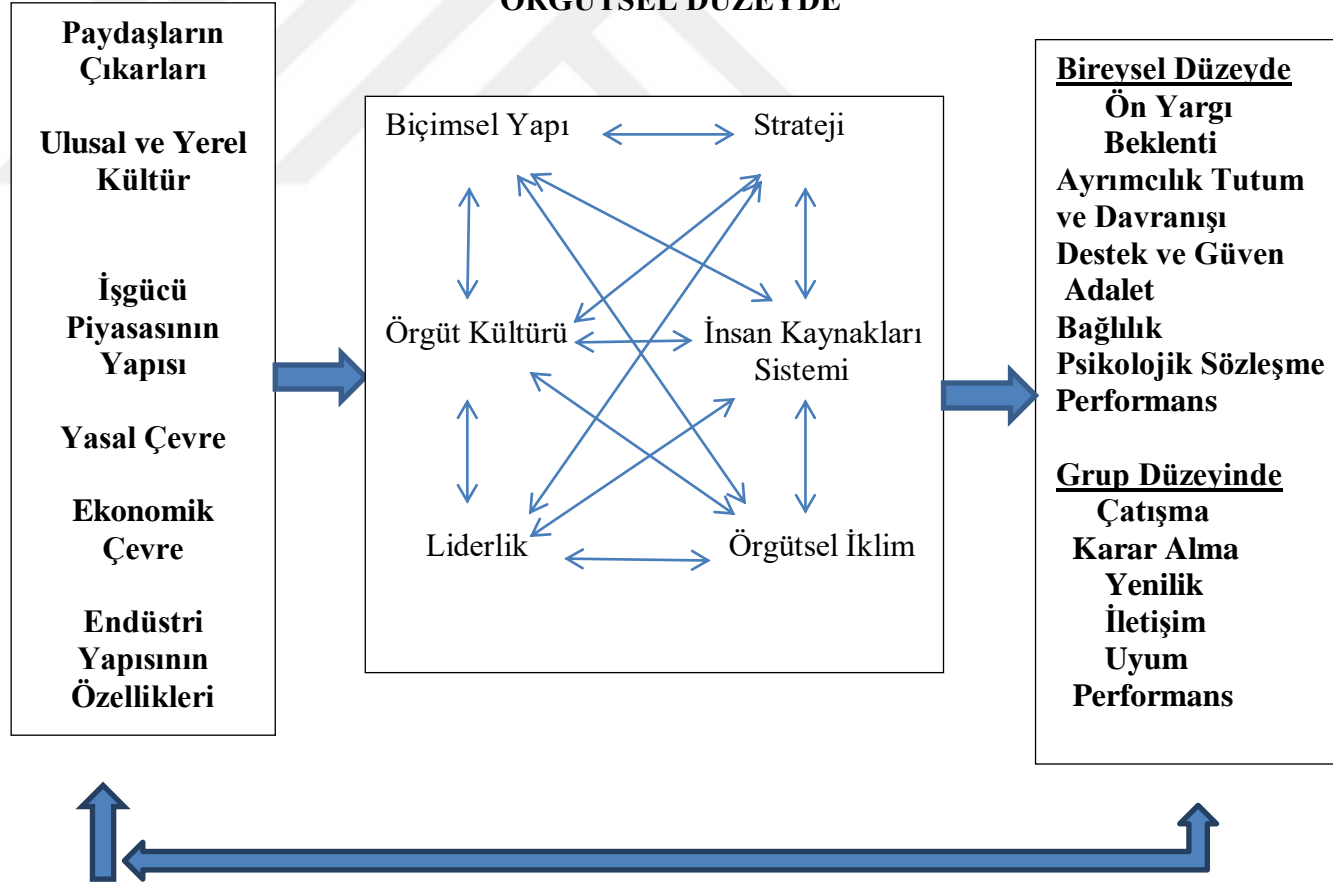 ÖRGÜTSEL DÜZEYDE
Paydaşların
Çıkarları
Ulusal ve Yerel
Kültür
İşgücü
Piyasasının
Yapısı
Yasal Çevre
Ekonomik
Çevre
Endüstri
Yapısının
Özellikleri
Biçimsel Yapı
Strateji
Örgüt Kültürü
İnsan Kaynakları
Sistemi
Liderlik
Örgütsel İklim
Bireysel Düzeyde
Ön Yargı
Beklenti
Ayrımcılık Tutum
ve Davranışı
Destek ve Güven
Adalet
Bağlılık
Psikolojik Sözleşme
Performans
Grup Düzeyinde
Çatışma
Karar Alma
Yenilik
İletişim
Uyum
Performans